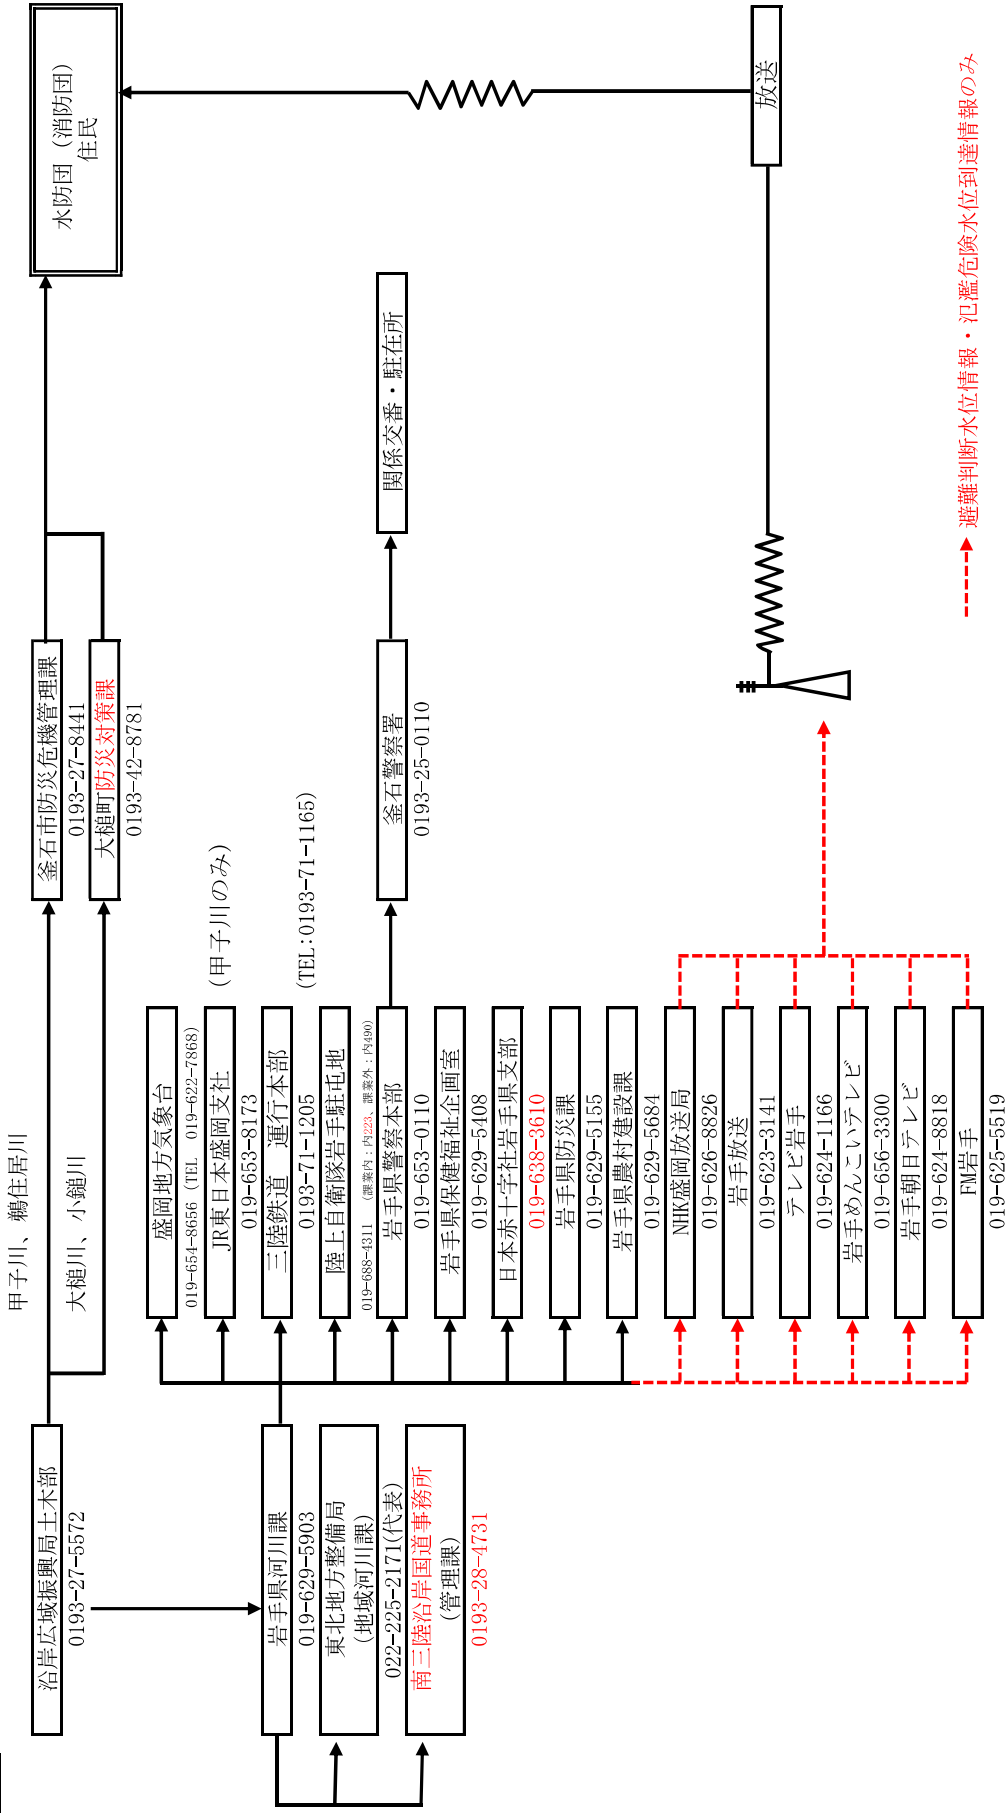 甲子川、鵜住居川
大槌川、小鎚川
沿岸広域振興局土木部
0193-27-5572
岩手県河川課
019-629-5903
東北地方整備局
（地域河川課）
022-225-2171(代表)
南三陸沿岸国道事務所
（管理課）
0193-28-4731
盛岡地方気象台
019-654-8656（TEL 019-622-7868）
JR東日本盛岡支社
（甲子川のみ）
019-653-8173
三陸鉄道 運行本部
0193-71-1205
（TEL：0193-71-1165）
陸上自衛隊岩手駐屯地
019-688-4311 （課業内：内223、課業外：内490）
岩手県警察本部
019-653-0110
岩手県保健福祉企画室
019-629-5408
日本赤十字社岩手県支部
019-638-3610
岩手県防災課
019-629-5155
岩手県農村建設課
019-629-5684
NHK盛岡放送局
019-626-8826
岩手放送
019-623-3141
テレビ岩手
019-624-1166
岩手めんこいテレビ
019-656-3300
岩手朝日テレビ
019-624-8818
FM岩手
019-625-5519
釜石市防災危機管理課
0193-27-8441
大槌町防災対策課
0193-42-8781
釜石警察署
0193-25-0110
関係交番・駐在所
水防団（消防団）
住民
放送
避難判断水位情報・氾濫危険水位到達情報のみ